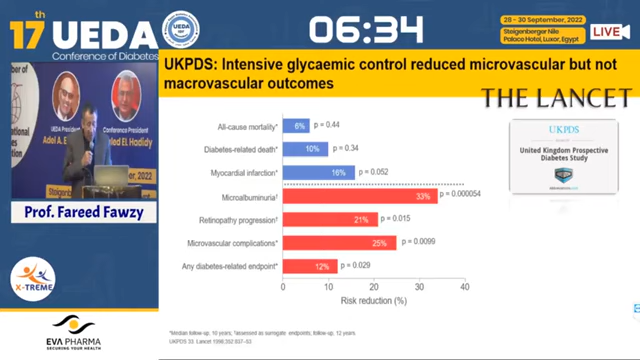 17th UEDA
Conference of Diabetes
06:34
28 - 30 September, 2022
Steigenberger Nile
Palace Hotel, Luxor, Egypt
LIVE
UEDA President
Conference President
Adel A. El
led El Hadidy
Prof. Fareed Fawzy
X-TREME
EVA PHARMA
SECURING YOUR HEALTH
UKPDS: Intensive glycaemic control reduced microvascular but not
macrovascular outcomes
THE LANCET
UKPDS
United Kingdom Prospective
Diabetes Study
All-cause mortality* 6% p = 0.44
Diabetes-related death* 10% p = 0.34
Myocardial infarction* 16% p = 0.052
Microalbuminuria† 33% p = 0.000054
Retinopathy progression† 21% p = 0.015
Microvascular complications* 25% p = 0.0099
Any diabetes-related endpoint* 12% p = 0.029
0 10 20 30 40
Risk reduction (%)
*Median follow-up, 10 years; †assessed as surrogate endpoints; follow-up, 12 years.
UKPDS 33. Lancet 1998;352:837–53